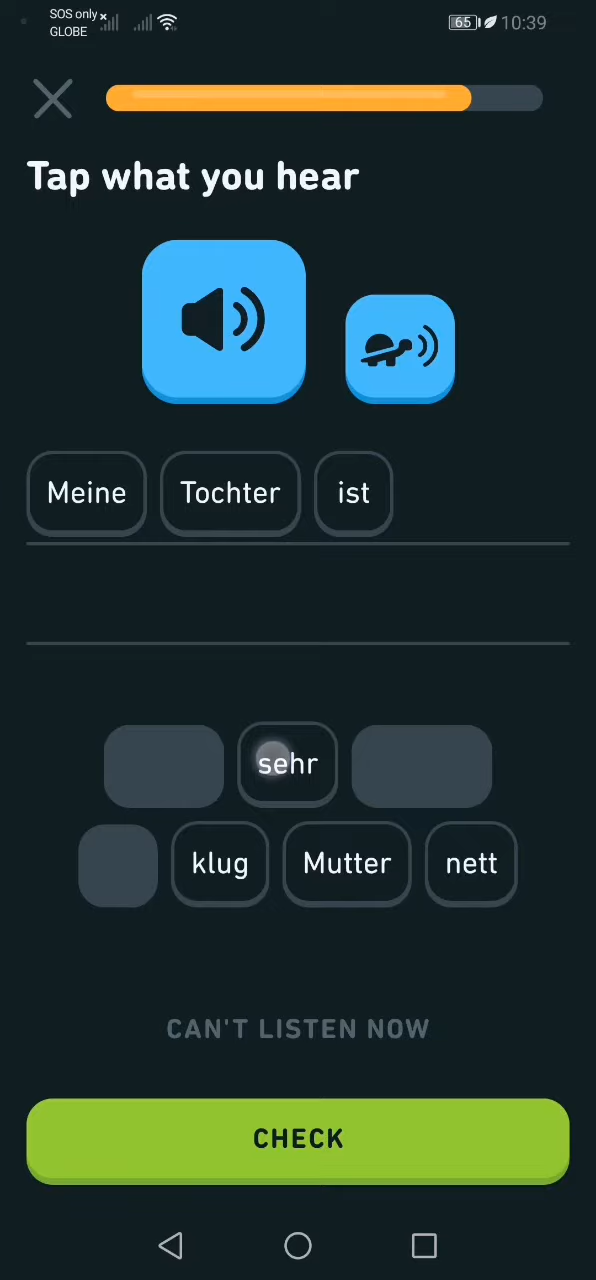 SOS only
GLOBE
65
10:39
Tap what you hear
Meine Tochter ist
sehr
klug Mutter nett
CAN'T LISTEN NOW
CHECK